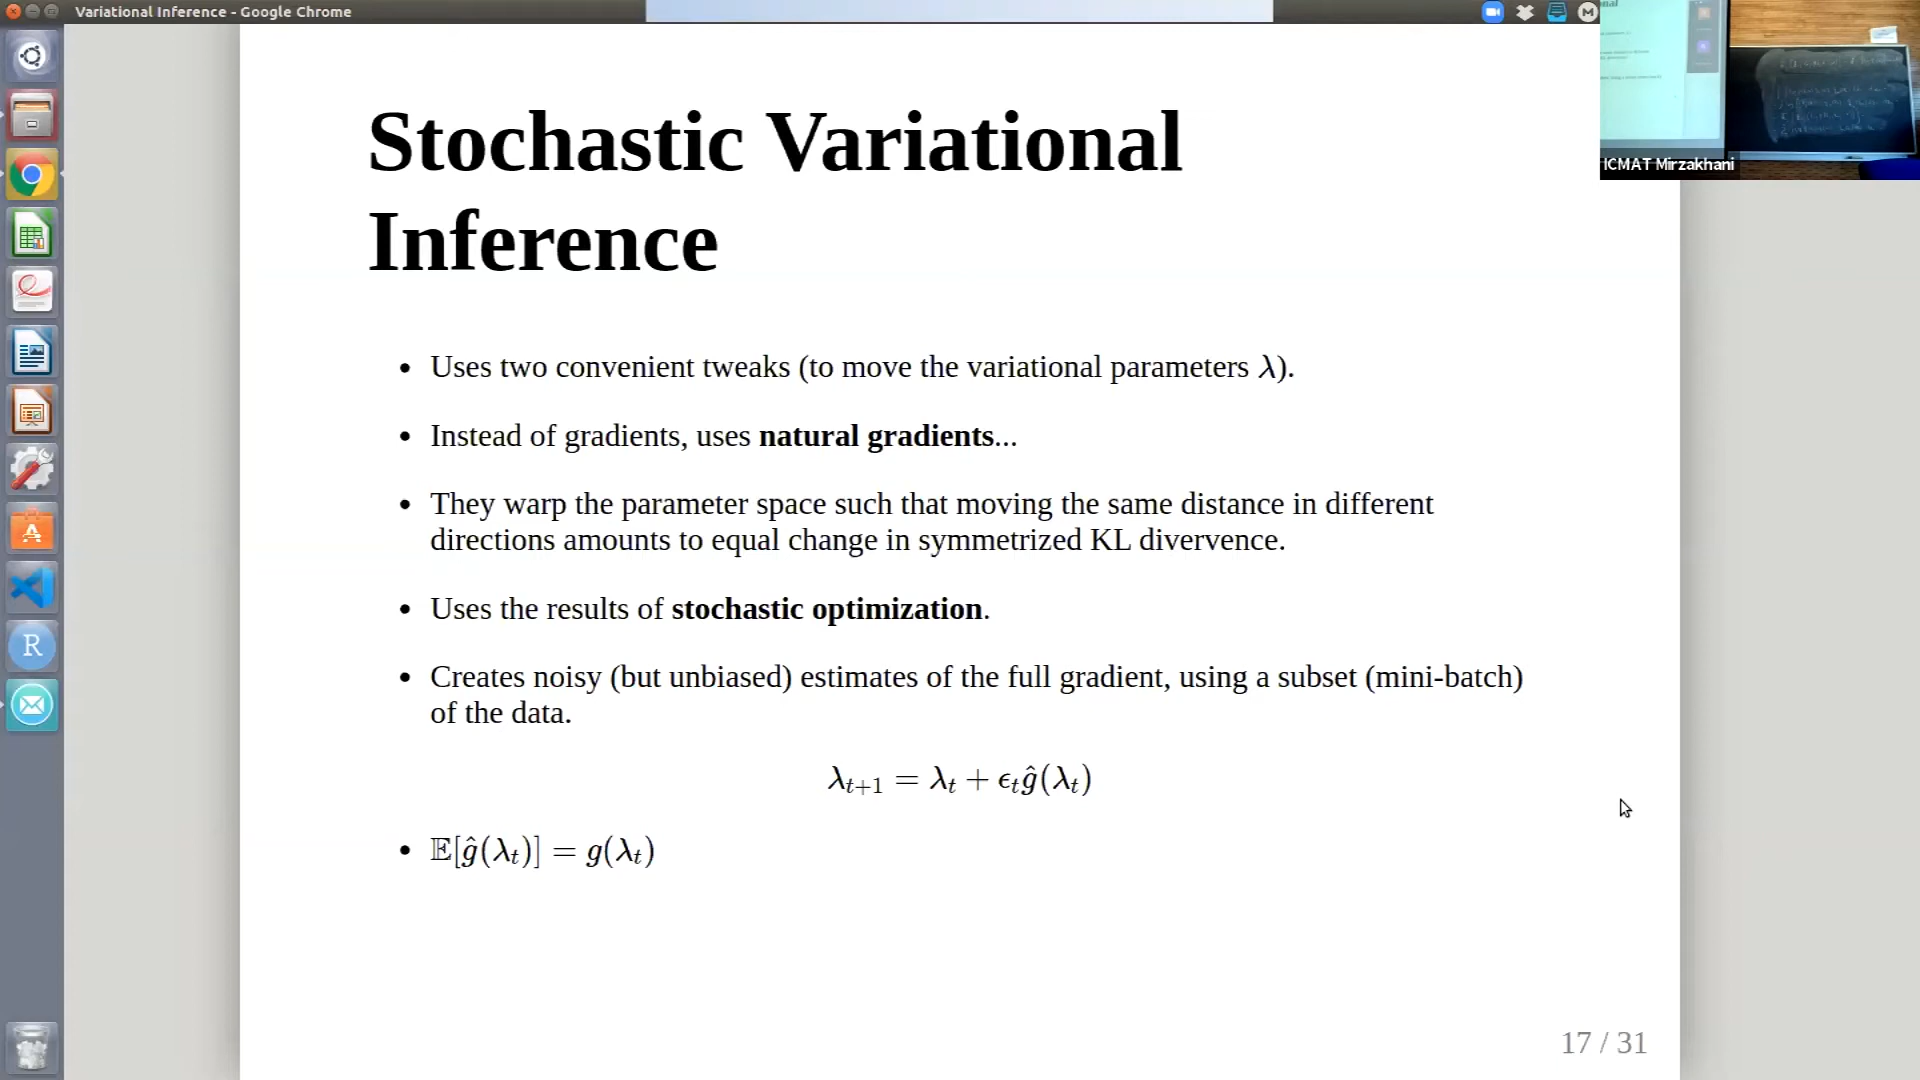 Variational Inference - Google Chrome
Stochastic Variational
Inference
• Uses two convenient tweaks (to move the variational parameters λ).
• Instead of gradients, uses natural gradients...
• They warp the parameter space such that moving the same distance in different
directions amounts to equal change in symmetrized KL divervence.
• Uses the results of stochastic optimization.
• Creates noisy (but unbiased) estimates of the full gradient, using a subset (mini-batch)
of the data.
λ_{t+1} = λ_t + ϵ_t ĝ(λ_t)
• 𝔼[ĝ(λ_t)] = g(λ_t)
17 / 31
ICMAT Mirzakhani